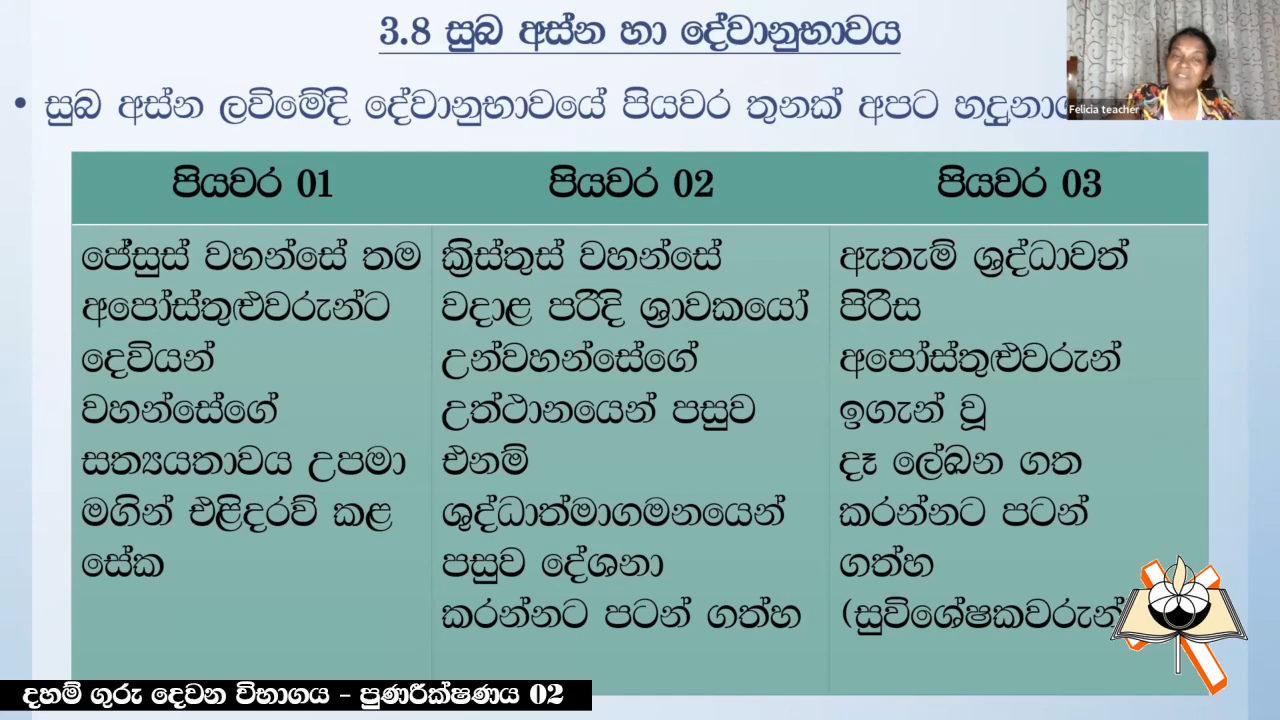 3.8 සුබ අස්න හා දේවානුභාවය
Felicia teacher
• සුබ අස්න ලිවීමේදි දේවානුභාවයේ පියවර තුනක් අපට
පියවර 01 පියවර 02 පියවර 03
ජේසුස් වහන්සේ තම
අපෝස්තුළුවරුන්ට
දෙවියන්
වහන්සේගේ
සත්‍යයතාවය උපමා
මගින් එළිදරව් කළ
සේක
ක්‍රිස්තුස් වහන්සේ
වදාළ පරිදි ශ්‍රාවකයෝ
උන්වහන්සේගේ
උත්ථානයෙන් පසුව
එනම්
ශුද්ධාත්මාගමනයෙන්
පසුව දේශනා
කරන්නට පටන් ගත්හ
ඇතැම් ශ්‍රද්ධාවත්
පිරිස
අපෝස්තුළුවරුන්
ඉගැන් වූ
දෑ ලේඛන ගත
කරන්නට පටන්
ගත්හ
(සුවිශේෂකවරුන්
දහම් ගුරු දෙවන විභාගය - පුණරීක්ෂණය 02